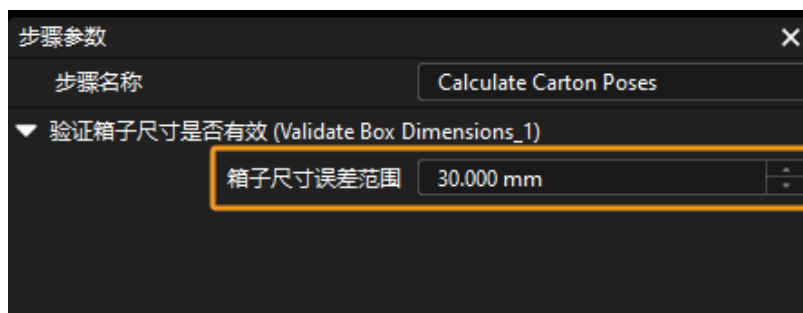 步骤参数
步骤名称 Calculate Carton Poses
验证箱子尺寸是否有效 (Validate Box Dimensions_1)
箱子尺寸误差范围 30.000 mm